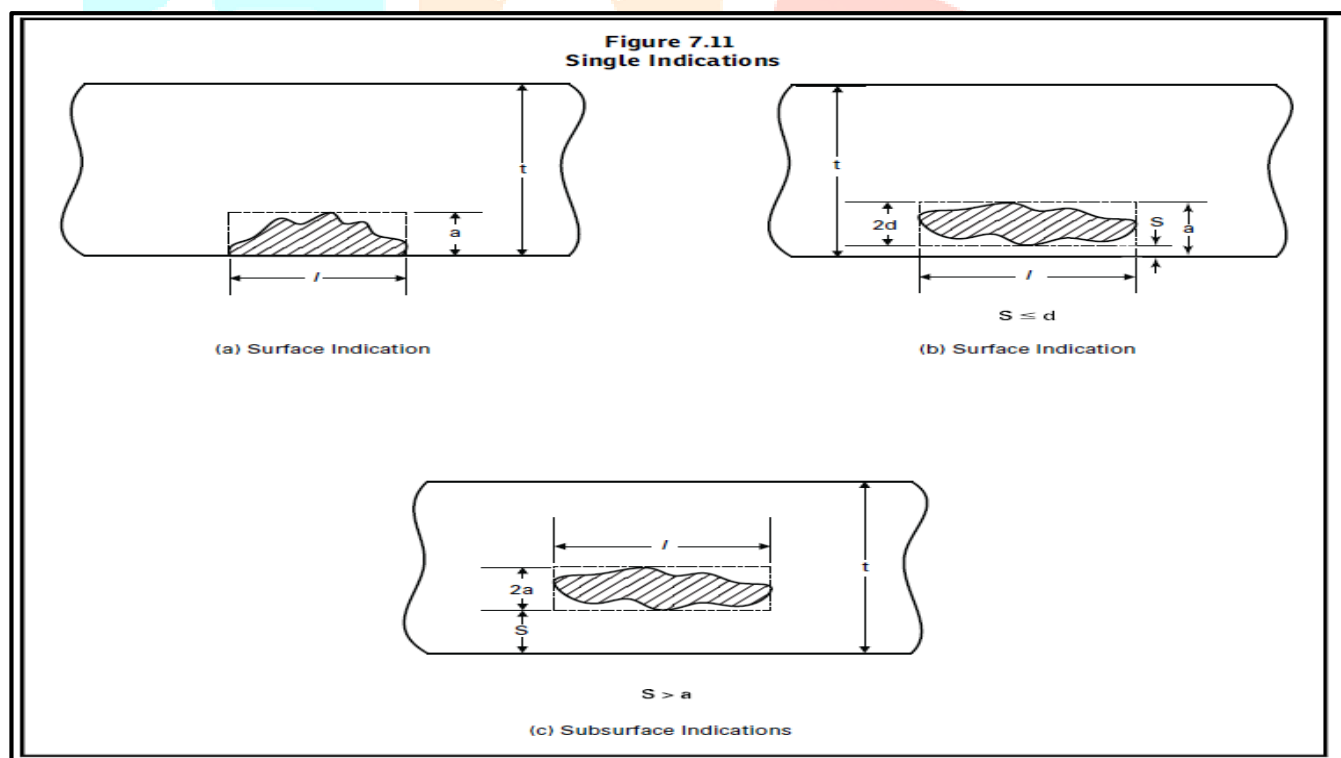 Figure 7.11
Single Indications
t
a
l
(a) Surface Indication
t
2d
S
a
l
S ≤ d
(b) Surface Indication
l
2a
S
t
S > a
(c) Subsurface Indications